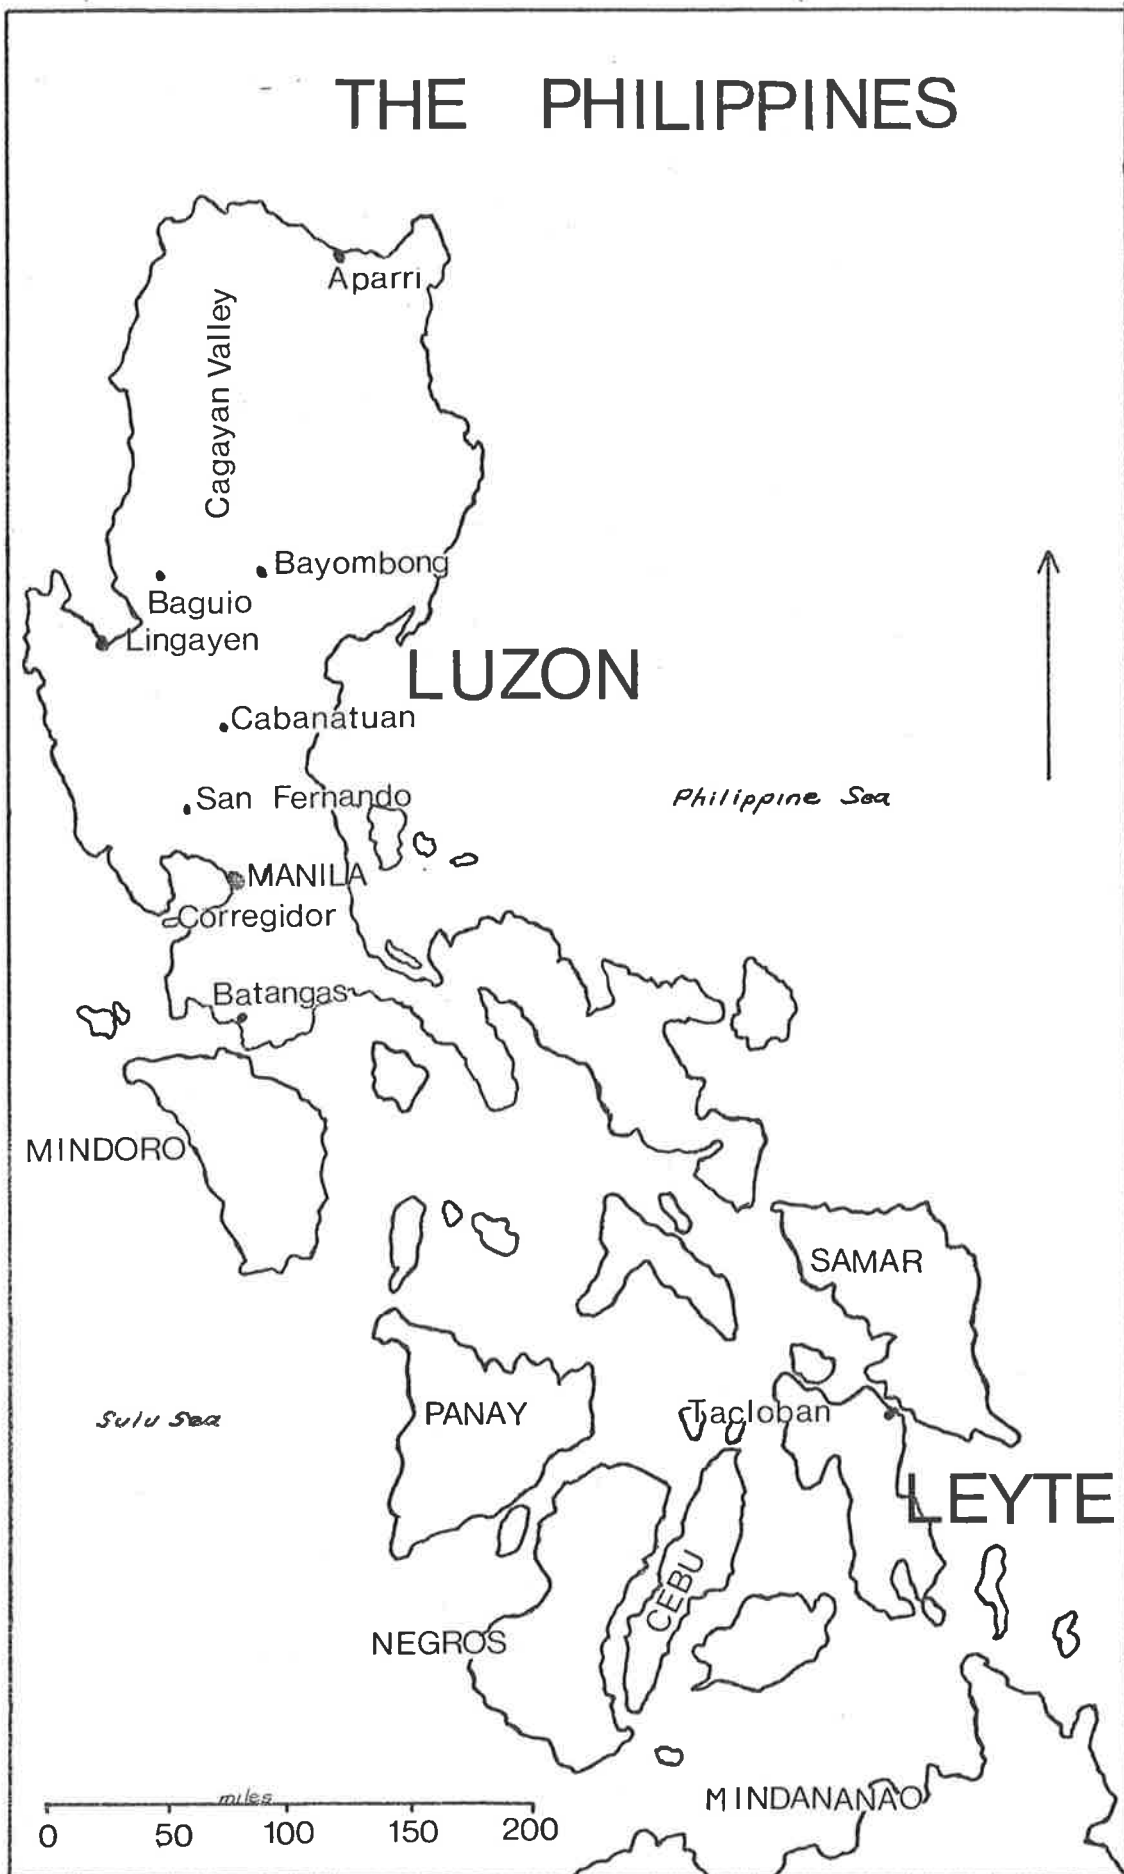 THE PHILIPPINES
Aparri
Cagayan Valley
Bayombong
Baguio
Lingayen
LUZON
Cabanatuan
San Fernando
Philippine Sea
MANILA
Corregidor
Batangas
MINDORO
SAMAR
Sulu Sea
PANAY
Tacloban
LEYTE
CEBU
NEGROS
MINDANANAO
miles
0 50 100 150 200